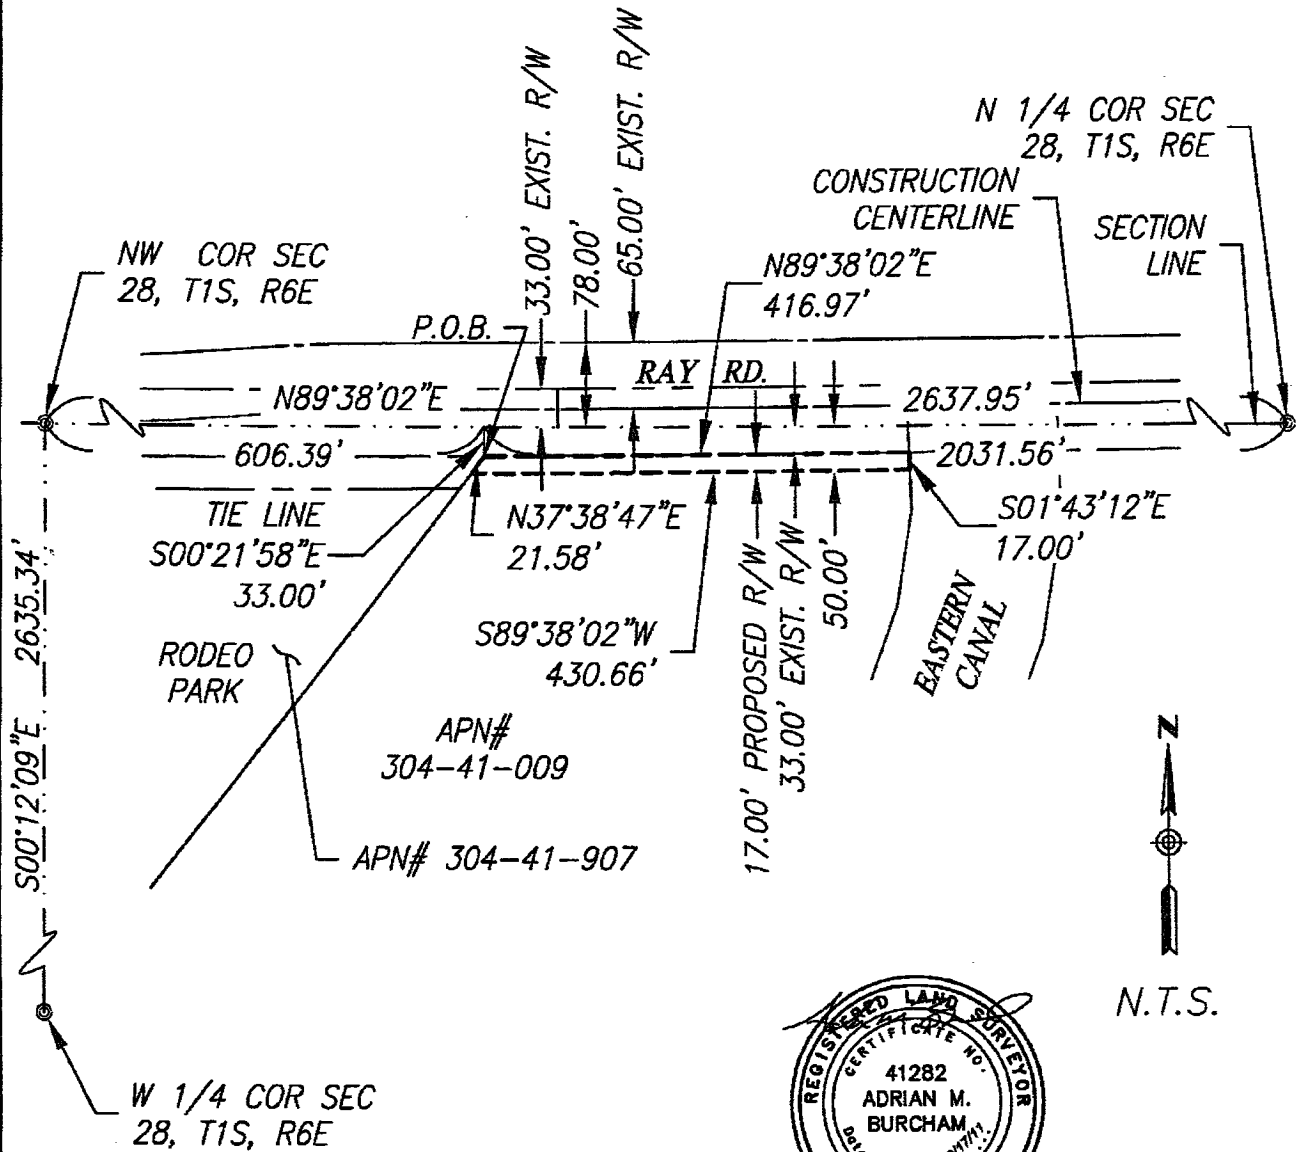 33.00' EXIST. R/W
78.00'
65.00' EXIST. R/W
N 1/4 COR SEC
28, T1S, R6E
CONSTRUCTION
CENTERLINE
SECTION
LINE
NW COR SEC
28, T1S, R6E
N89°38'02"E
416.97'
P.O.B.
RAY RD.
N89°38'02"E
2637.95'
606.39'
2031.56'
TIE LINE
S00°21'58"E
33.00'
N37°38'47"E
21.58'
S01°43'12"E
17.00'
S89°38'02"W
430.66'
17.00' PROPOSED R/W
33.00' EXIST. R/W
50.00'
EASTERN
CANAL
S00°12'09"E 2635.34'
RODEO
PARK
APN#
304-41-009
APN# 304-41-907
N
N.T.S.
W 1/4 COR SEC
28, T1S, R6E
REGISTERED LAND SURVEYOR
CERTIFICATE NO.
41282
ADRIAN M.
BURCHAM